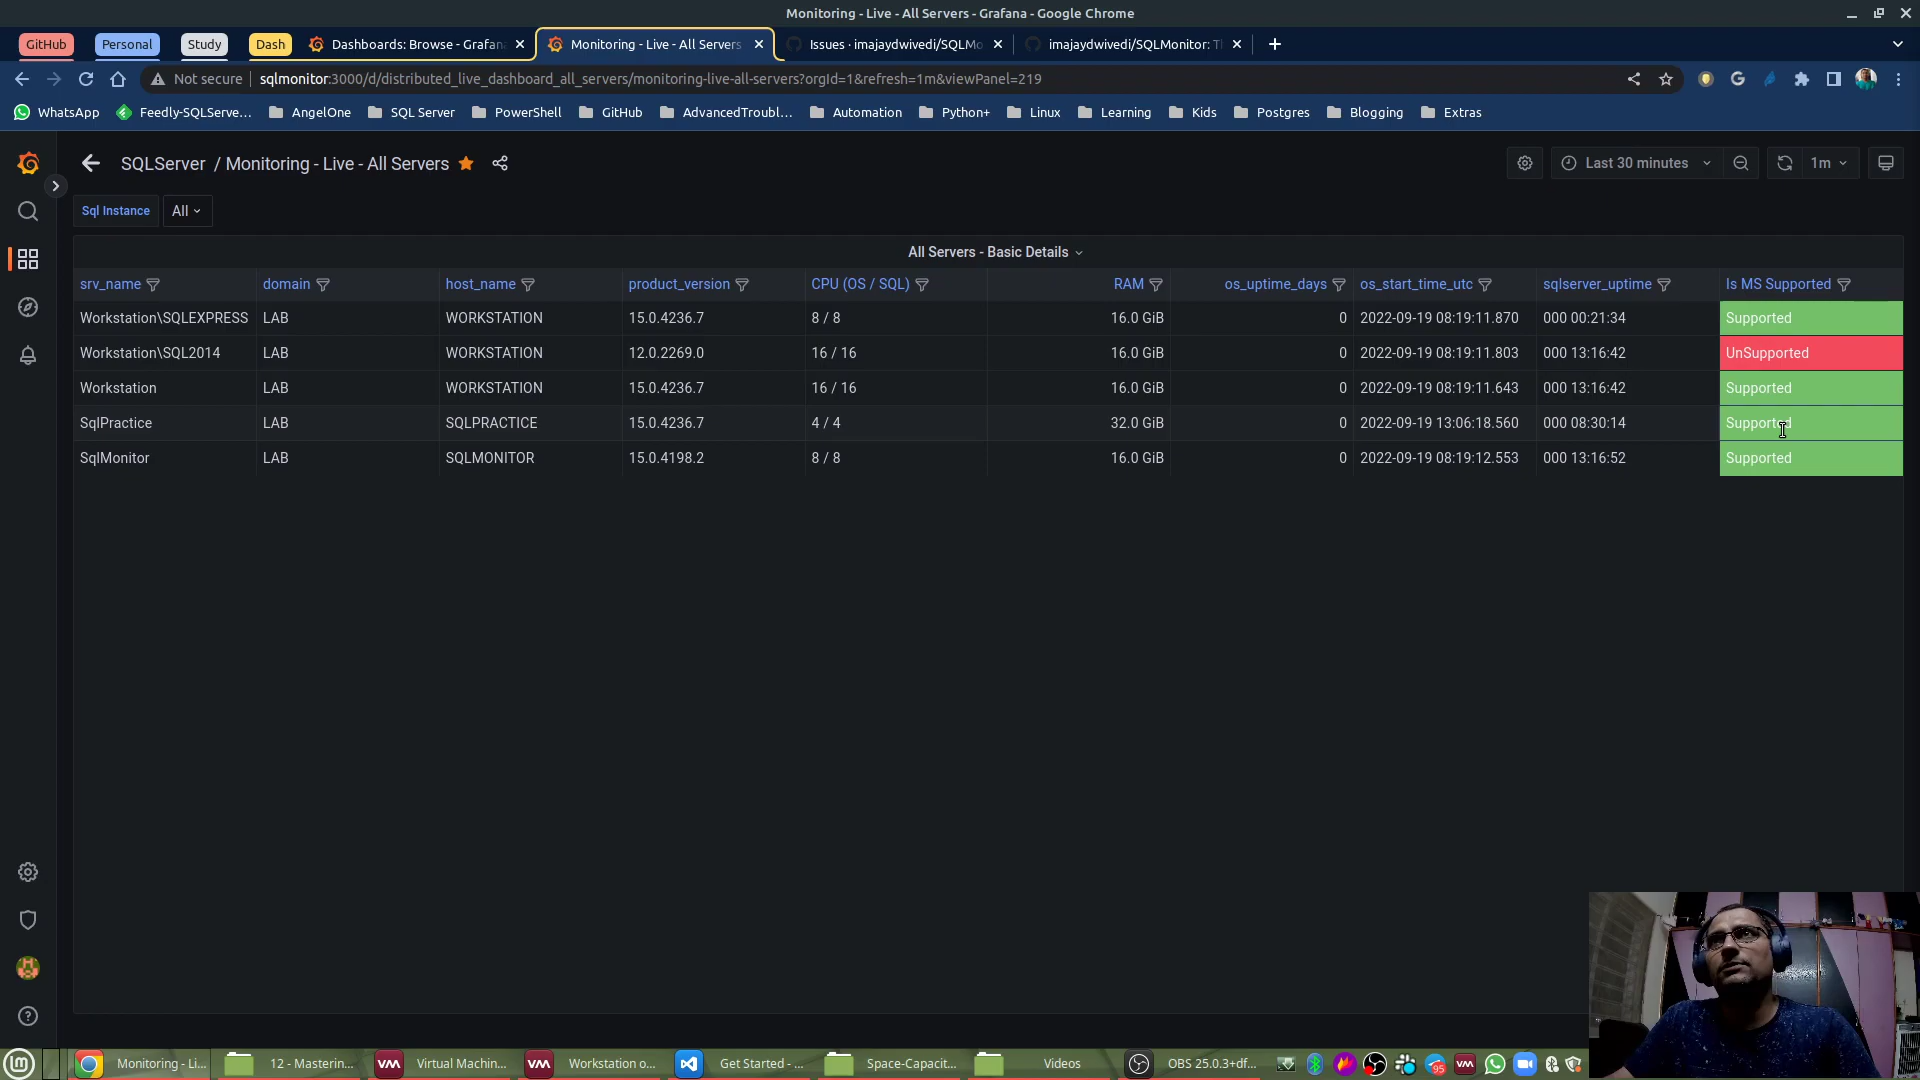 Monitoring - Live - All Servers - Grafana - Google Chrome
GitHub Personal Study Dash Dashboards: Browse - Grafan Monitoring - Live - All Servers Issues · imajaydwivedi/SQLMo imajaydwivedi/SQLMonitor: T
Not secure sqlmonitor:3000/d/distributed_live_dashboard_all_servers/monitoring-live-all-servers?orgId=1&refresh=1m&viewPanel=219
WhatsApp Feedly-SQLServe... AngelOne SQL Server PowerShell GitHub AdvancedTroubl... Automation Python+ Linux Learning Kids Postgres Blogging Extras
SQLServer / Monitoring - Live - All Servers Last 30 minutes 1m
Sql Instance All
All Servers - Basic Details
srv_name domain host_name product_version CPU (OS / SQL) RAM os_uptime_days os_start_time_utc sqlserver_uptime Is MS Supported
Workstation\SQLEXPRESS LAB WORKSTATION 15.0.4236.7 8 / 8 16.0 GiB 0 2022-09-19 08:19:11.870 000 00:21:34 Supported
Workstation\SQL2014 LAB WORKSTATION 12.0.2269.0 16 / 16 16.0 GiB 0 2022-09-19 08:19:11.803 000 13:16:42 UnSupported
Workstation LAB WORKSTATION 15.0.4236.7 16 / 16 16.0 GiB 0 2022-09-19 08:19:11.643 000 13:16:42 Supported
SqlPractice LAB SQLPRACTICE 15.0.4236.7 4 / 4 32.0 GiB 0 2022-09-19 13:06:18.560 000 08:30:14 Supported
SqlMonitor LAB SQLMONITOR 15.0.4198.2 8 / 8 16.0 GiB 0 2022-09-19 08:19:12.553 000 13:16:52 Supported
Monitoring - Li... 12 - Masterin... Virtual Machin... Workstation o... Get Started - ... Space-Capacit... Videos OBS 25.0.3+df... 95